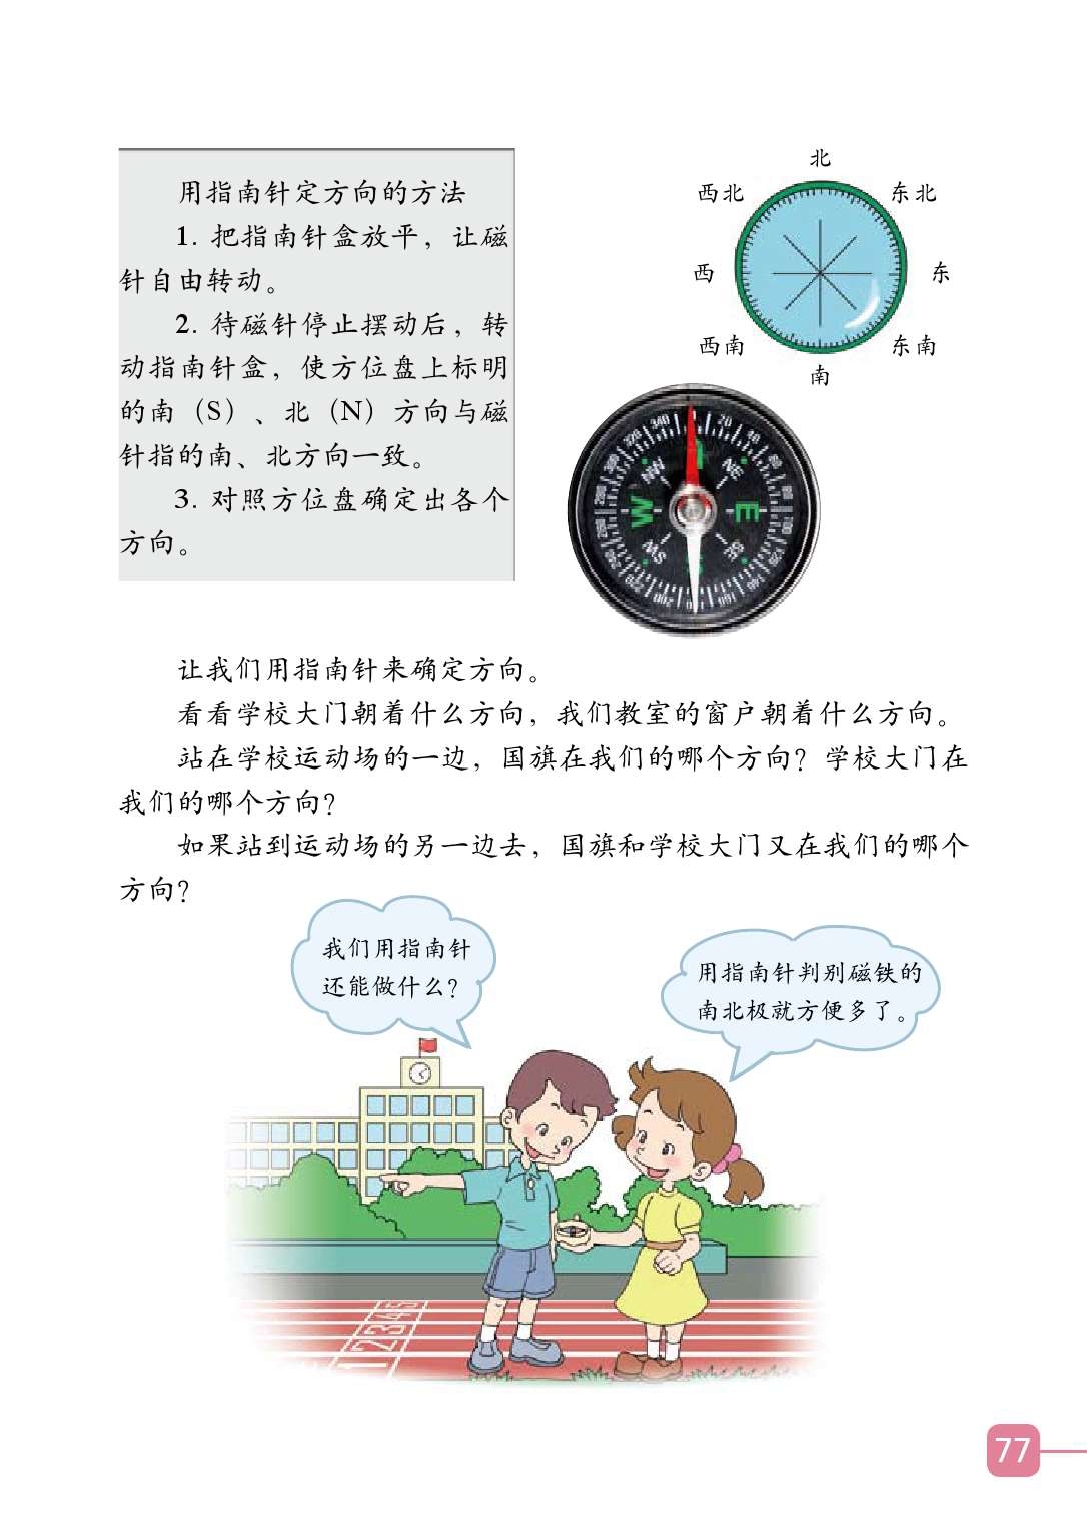 用指南针定方向的方法
1. 把指南针盒放平，让磁
针自由转动。
2. 待磁针停止摆动后，转
动指南针盒，使方位盘上标明
的南（S）、北（N）方向与磁
针指的南、北方向一致。
3. 对照方位盘确定出各个
方向。
北
西北
东北
西
东
西南
东南
南
NW
NE
W
E
SW
SE
让我们用指南针来确定方向。
看看学校大门朝着什么方向，我们教室的窗户朝着什么方向。
站在学校运动场的一边，国旗在我们的哪个方向？学校大门在
我们的哪个方向？
如果站到运动场的另一边去，国旗和学校大门又在我们的哪个
方向？
我们用指南针
还能做什么？
用指南针判别磁铁的
南北极就方便多了。
1 2 3 4 5
77